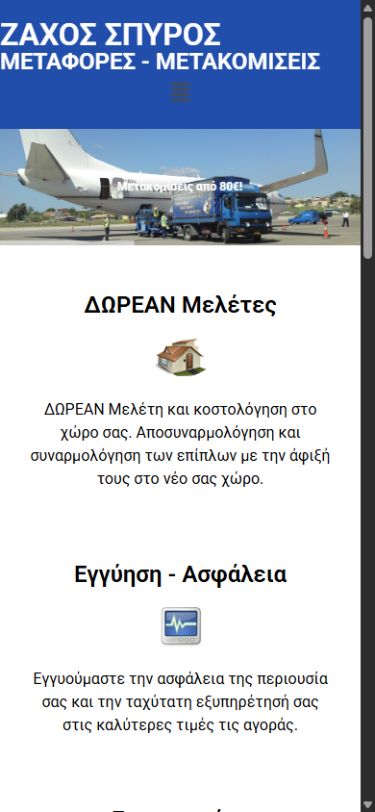 ΖΑΧΟΣ ΣΠΥΡΟΣ
ΜΕΤΑΦΟΡΕΣ - ΜΕΤΑΚΟΜΙΣΕΙΣ
Μετακομίσεις από 80€!
ΔΩΡΕΑΝ Μελέτες
ΔΩΡΕΑΝ Μελέτη και κοστολόγηση στο
χώρο σας. Αποσυναρμολόγηση και
συναρμολόγηση των επίπλων με την άφιξή
τους στο νέο σας χώρο.
Εγγύηση - Ασφάλεια
Εγγυούμαστε την ασφάλεια της περιουσία
σας και την ταχύτατη εξυπηρέτησή σας
στις καλύτερες τιμές τις αγοράς.